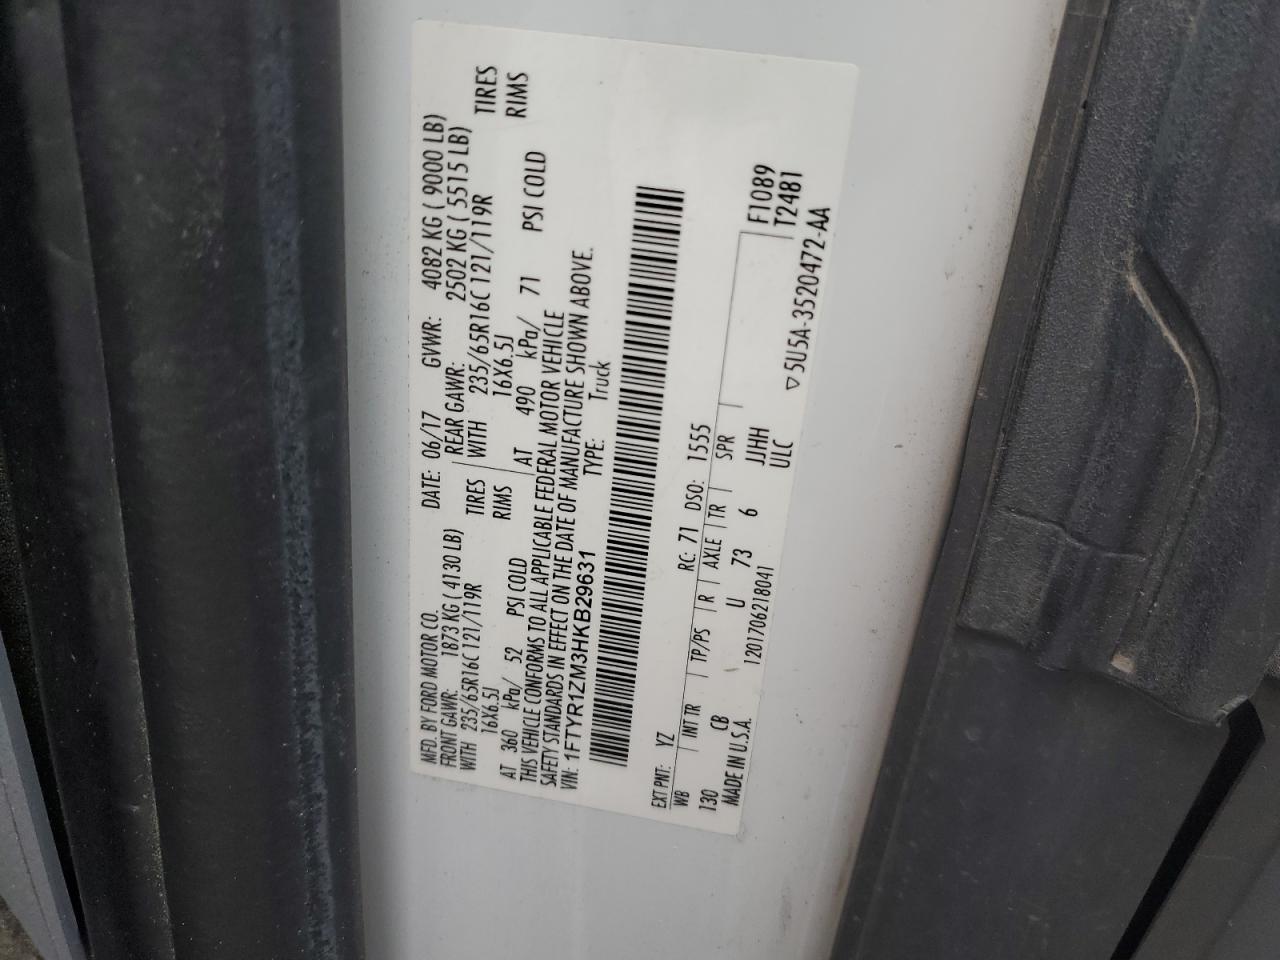 MFD. BY FORD MOTOR CO. DATE: 06/17 GVWR: 4082 KG ( 9000 LB)
FRONT GAWR: 1873 KG ( 4130 LB) REAR GAWR: 2502 KG ( 5515 LB)
WITH 235/65R16C 121/119R TIRES WITH 235/65R16C 121/119R TIRES
16X6.5J RIMS 16X6.5J RIMS
AT 360 kPa/ 52 PSI COLD AT 490 kPa/ 71 PSI COLD
THIS VEHICLE CONFORMS TO ALL APPLICABLE FEDERAL MOTOR VEHICLE
SAFETY STANDARDS IN EFFECT ON THE DATE OF MANUFACTURE SHOWN ABOVE.
VIN: 1FTYR1ZM3HKB29631 TYPE: Truck
EXT PNT: YZ RC: 71 DSO: 1555
WB INT TR TP/PS R AXLE TR SPR F1089
130 CB U 73 6 JJHH T2481
MADE IN U.S.A. 1201706218041 ULC ▽5U5A-3520472-AA